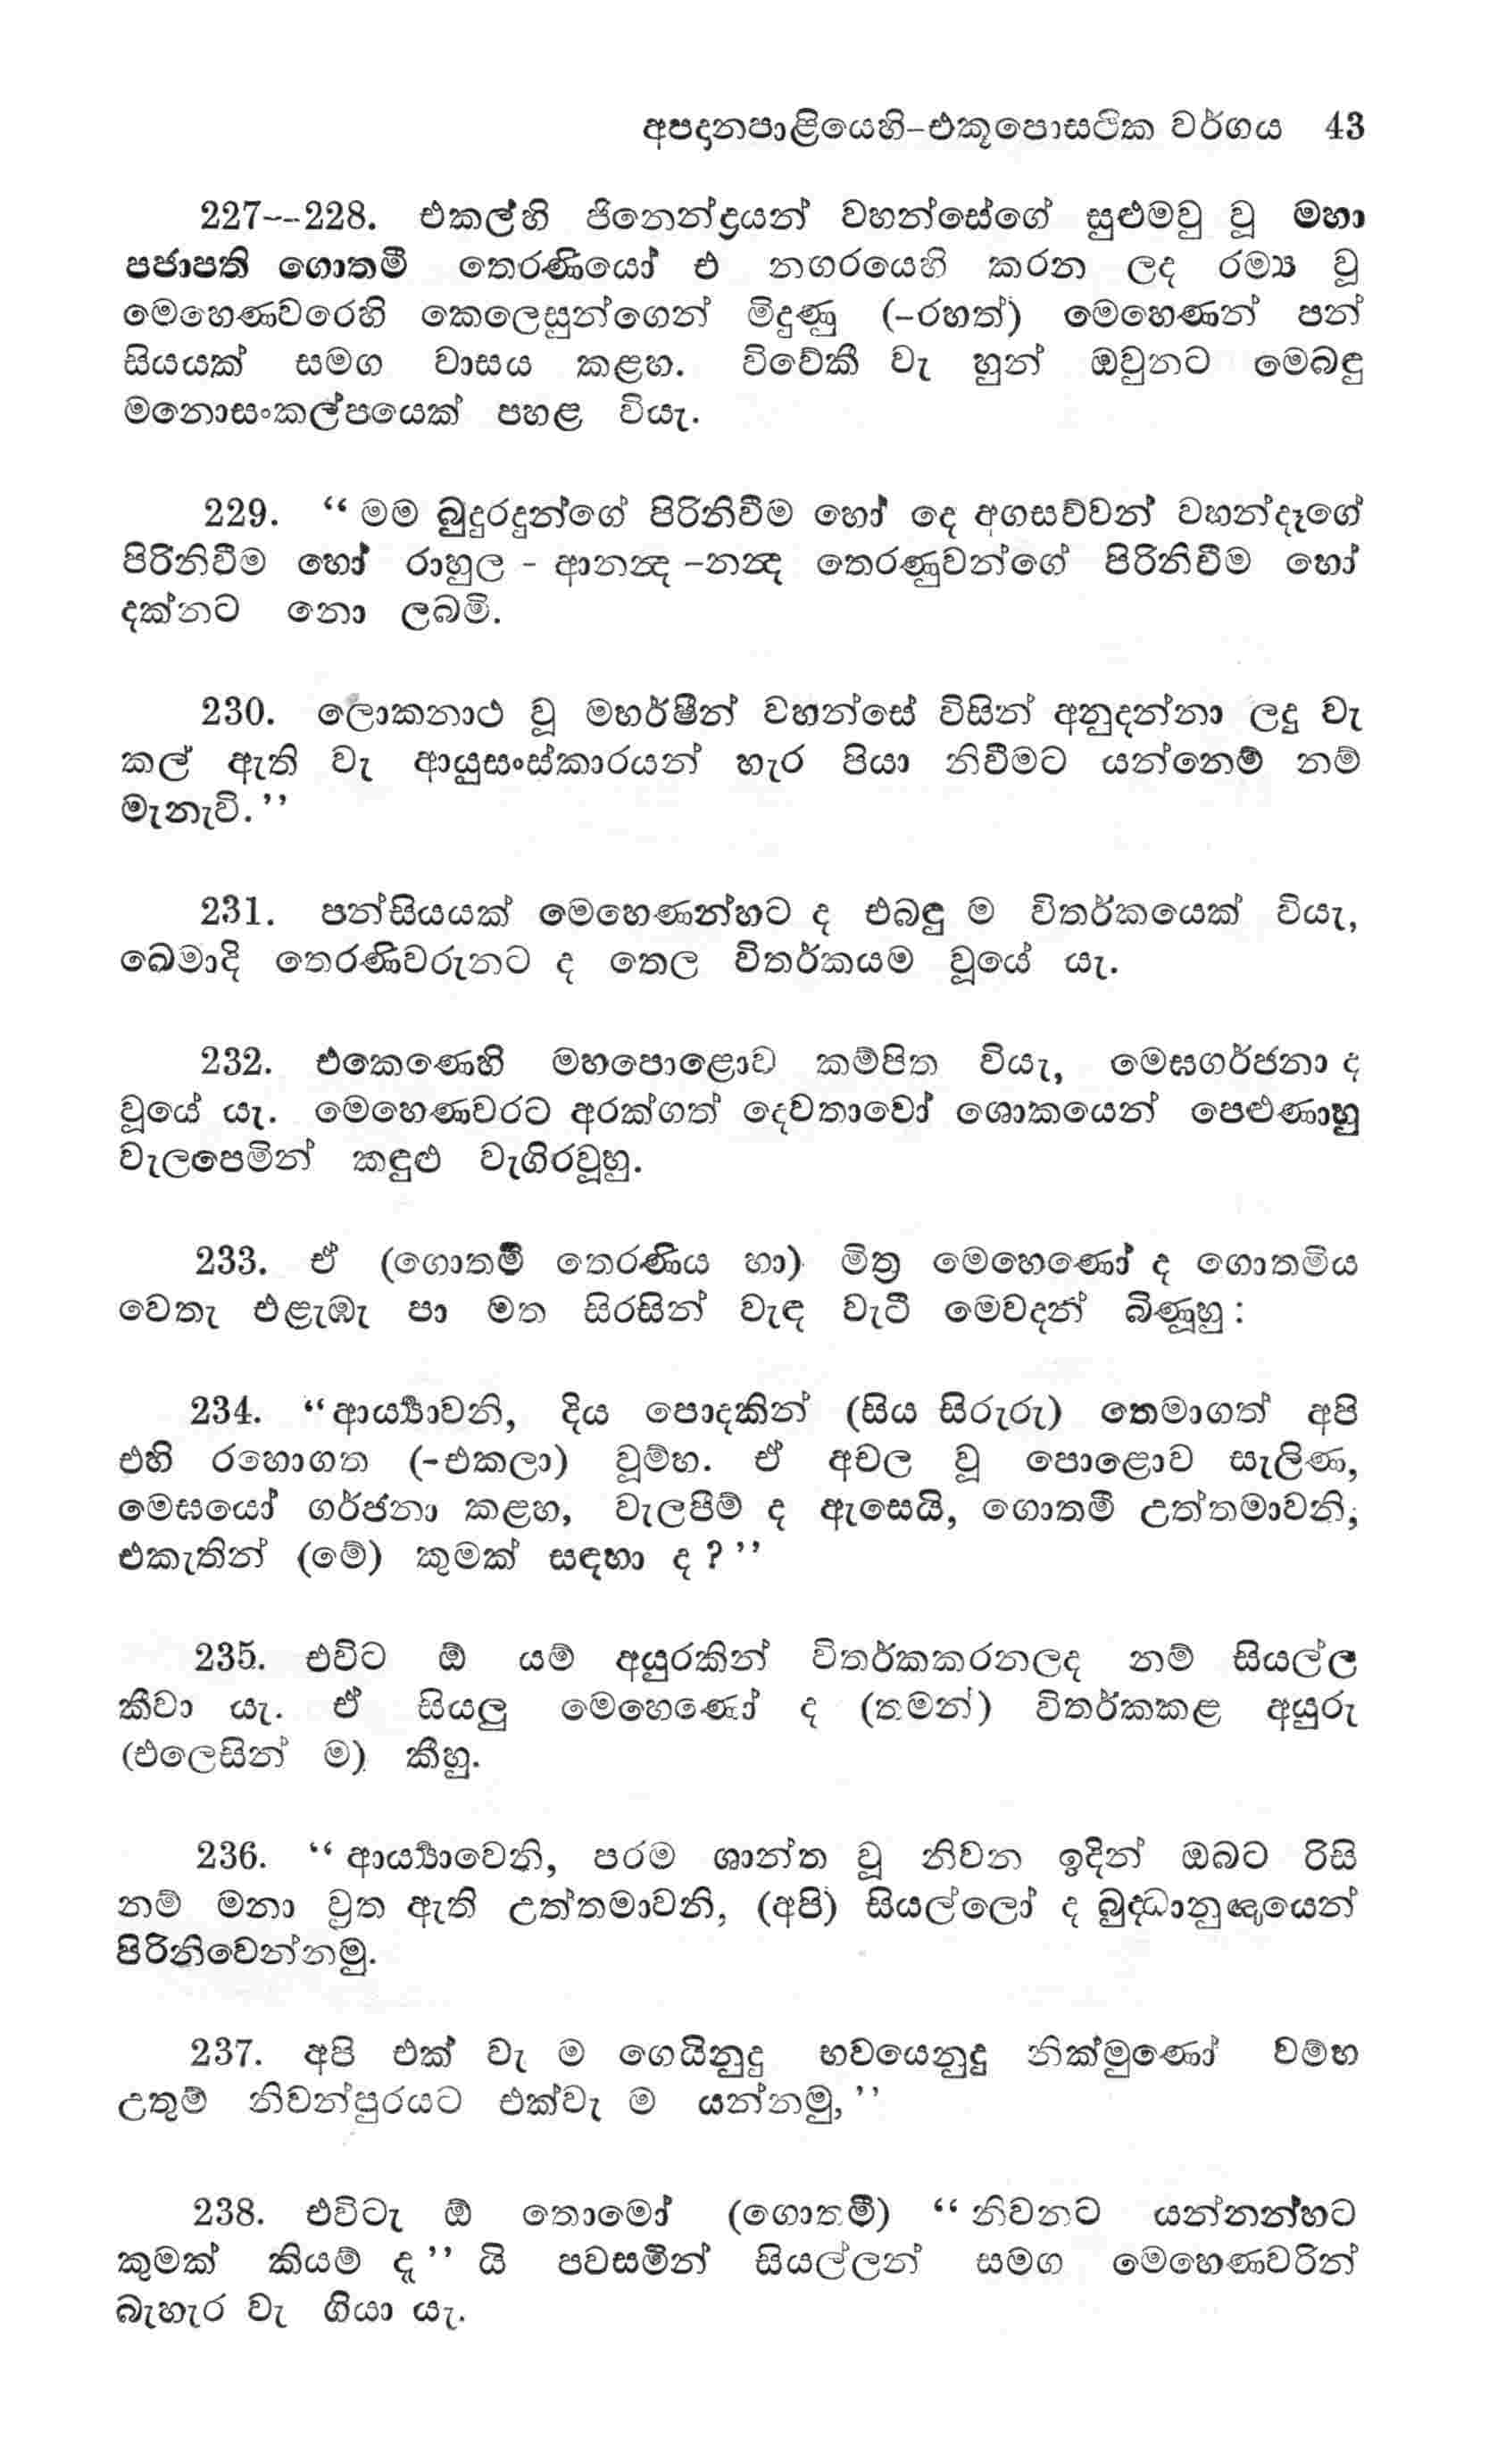 අපදානපාළියෙහි-එකූපොසථික වර්ගය 43
227--228. එකල්හි ජිනෙන්ද්‍රයන් වහන්සේගේ සුළුමවු වූ මහා
පජාපති ගොතමී තෙරණියෝ එ නගරයෙහි කරන ලද රම්‍ය වූ
මෙහෙණවරෙහි කෙලෙසුන්ගෙන් මිදුණු (-රහත්) මෙහෙණන් පන්
සියයක් සමග වාසය කළහ. විවේකී වැ හුන් ඔවුනට මෙබඳු
මනොසංකල්පයෙක් පහළ වියැ.
229. “ මම බුදුරදුන්ගේ පිරිනිවීම හෝ දෙ අගසව්වන් වහන්දෑගේ
පිරිනිවීම හෝ රාහුල - ආනන්‍ද -නන්‍ද තෙරණුවන්ගේ පිරිනිවීම හෝ
දක්නට නො ලබමි.
230. ලොකනාථ වූ මහර්ෂීන් වහන්සේ විසින් අනුදන්නා ලදු වැ
කල් ඇති වැ ආයුසංස්කාරයන් හැර පියා නිවීමට යන්නෙම් නම්
මැනැවි.’’
231. පන්සියයක් මෙහෙණන්හට ද එබඳු ම විතර්කයෙක් වියැ,
ඛෙමාදි තෙරණිවරුනට ද තෙල විතර්කයම වූයේ යැ.
232. එකෙණෙහි මහපොළොව කම්පිත වියැ, මෙඝගර්ජනා ද
වූයේ යැ. මෙහෙණවරට අරක්ගත් දෙවතාවෝ ශොකයෙන් පෙළුණාහු
වැලපෙමින් කඳුළු වැගිරවූහු.
233. ඒ (ගොතමී තෙරණිය හා) මිත්‍ර මෙහෙණෝ ද ගොතමිය
වෙතැ එළැඹැ පා මත සිරසින් වැඳ වැටී මෙවදන් බිණූහු :
234. “ආර්‍ය්‍යාවනි, දිය පොදකින් (සිය සිරුරු) තෙමාගත් අපි
එහි රහොගත (-එකලා) වූම්හ. ඒ අචල වූ පොළොව සැලිණ,
මෙඝයෝ ගර්ජනා කළහ, වැලපීම් ද ඇසෙයි, ගොතමී උත්තමාවනි,
එකැතින් (මේ) කුමක් සඳහා ද ? ’’
235. එවිට ඕ යම් අයුරකින් විතර්කකරනලද නම් සියල්ල
කීවා යැ. ඒ සියලු මෙහෙණෝ ද (තමන්) විතර්කකළ අයුරු
(එලෙසින් ම) කීහු.
236. “ ආර්‍ය්‍යාවෙනි, පරම ශාන්ත වූ නිවන ඉදින් ඔබට රිසි
නම් මනා වුත ඇති උත්තමාවනි, (අපි) සියල්ලෝ ද බුද්‍ධානුඥයෙන්
පිරිනිවෙන්නමු.
237. අපි එක් වැ ම ගෙයිනුදු භවයෙනුදු නික්මුණෝ වම්හ
උතුම් නිවන්පුරයට එක්වැ ම යන්නමු, ’’
238. එවිටැ ඕ තොමෝ (ගොතමී) “ නිවනට යන්නන්හට
කුමක් කියම් දැ ’’ යි පවසමින් සියල්ලන් සමග මෙහෙණවරින්
බැහැර වැ ගියා යැ.